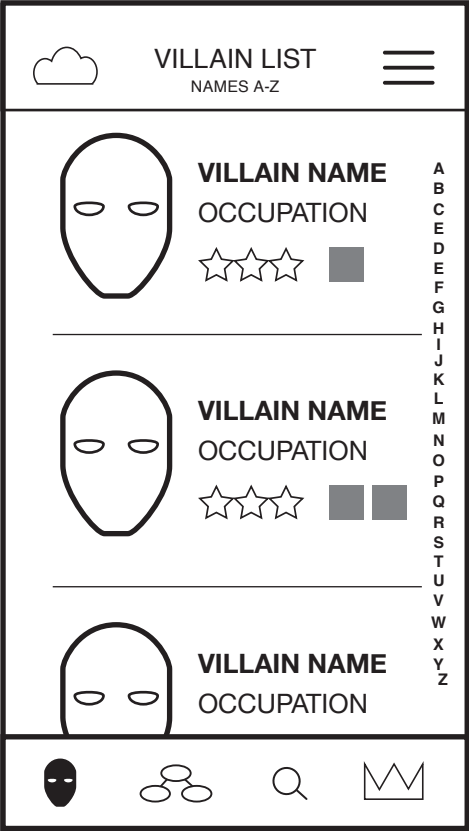 VILLAIN LIST
NAMES A-Z
VILLAIN NAME
OCCUPATION
VILLAIN NAME
OCCUPATION
VILLAIN NAME
OCCUPATION
A
B
C
E
D
E
F
G
H
I
J
K
L
M
N
O
P
Q
R
S
T
U
V
W
X
Y
Z